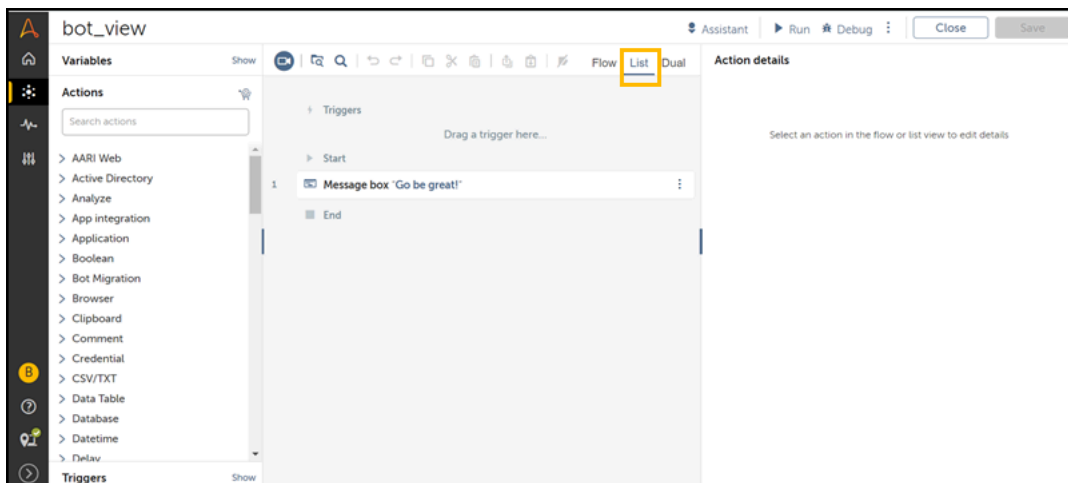 bot_view
Assistant Run Debug Close Save
Variables Show
Flow List Dual
Action details
Actions
Search actions
Triggers
Drag a trigger here...
Select an action in the flow or list view to edit details
Start
1 Message box "Go be great!"
End
AARI Web
Active Directory
Analyze
App integration
Application
Boolean
Bot Migration
Browser
Clipboard
Comment
Credential
CSV/TXT
Data Table
Database
Datetime
Delay
Triggers Show
B